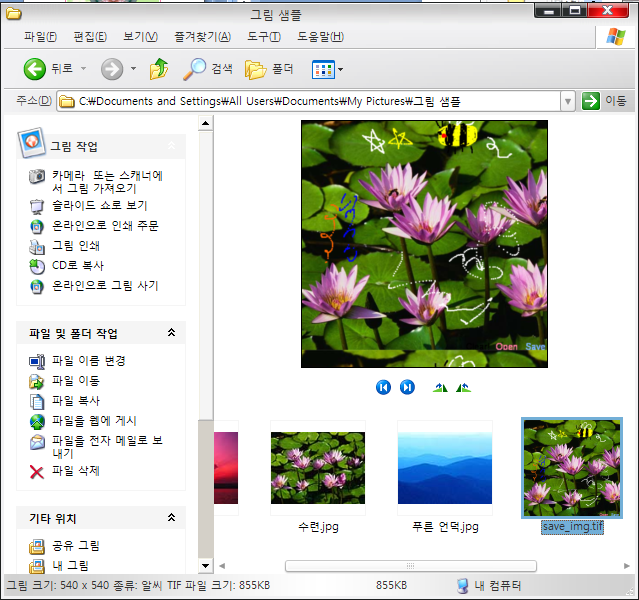 그림 샘플
파일(F) 편집(E) 보기(V) 즐겨찾기(A) 도구(T) 도움말(H)
뒤로 검색 폴더
주소(D) C:₩Documents and Settings₩All Users₩Documents₩My Pictures₩그림 샘플 이동
그림 작업
카메라 또는 스캐너에
서 그림 가져오기
슬라이드 쇼로 보기
온라인으로 인쇄 주문
그림 인쇄
CD로 복사
온라인으로 그림 사기
파일 및 폴더 작업
파일 이름 변경
파일 이동
파일 복사
파일을 웹에 게시
파일을 전자 메일로 보
내기
파일 삭제
기타 위치
공유 그림
내 그림
Open Save
수련.jpg 푸른 언덕.jpg save_img.tif
그림 크기: 540 x 540 종류: 알씨 TIF 파일 크기: 855KB 855KB 내 컴퓨터